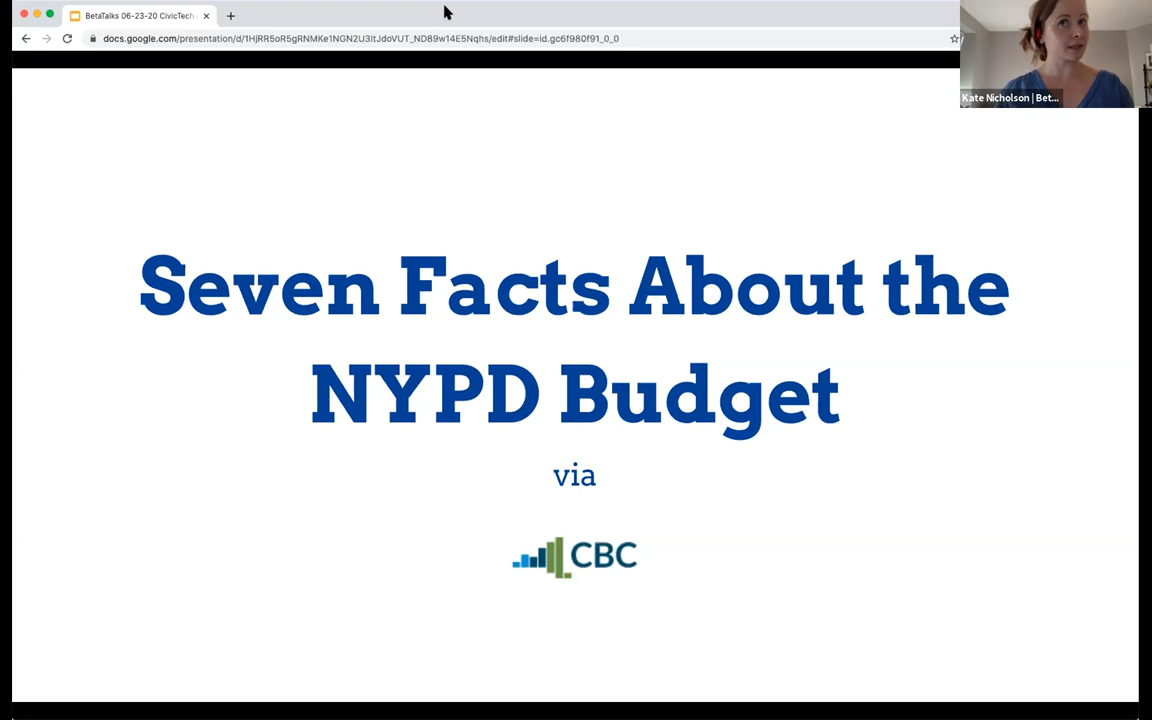 BetaTalks 06-23-20 CivicTech
docs.google.com/presentation/d/1HjRR5oR5gRNMKe1NGN2U3ItJdoVUT_ND89w14E5Nqhs/edit#slide=id.gc6f980f91_0_0
Kate Nicholson | Bet...
Seven Facts About the
NYPD Budget
via
CBC